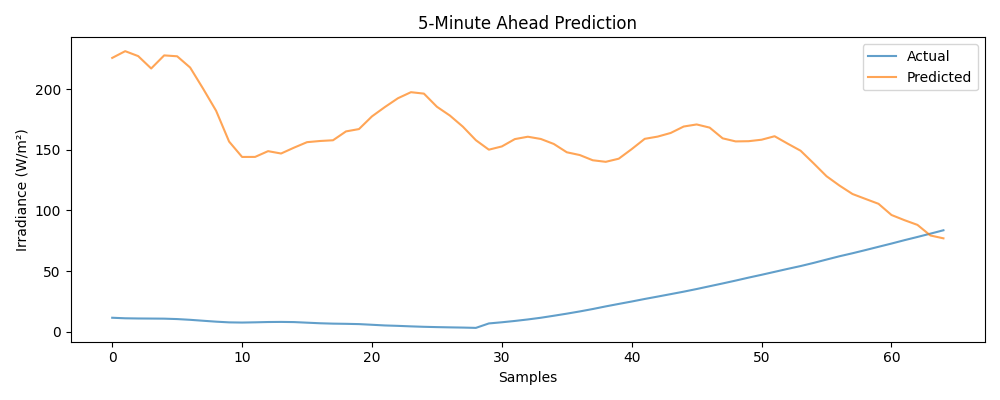 5-Minute Ahead Prediction
Actual
Predicted
Irradiance (W/m²)
200
150
100
50
0
0 10 20 30 40 50 60
Samples